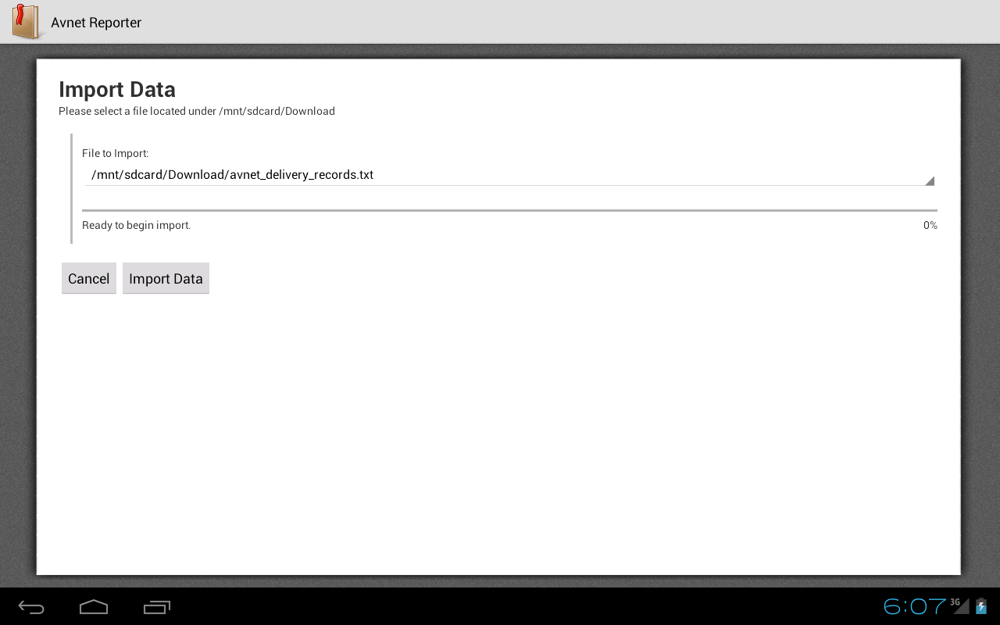 Avnet Reporter
Import Data
Please select a file located under /mnt/sdcard/Download
File to Import:
/mnt/sdcard/Download/avnet_delivery_records.txt
Ready to begin import. 0%
Cancel Import Data
6:07 3G